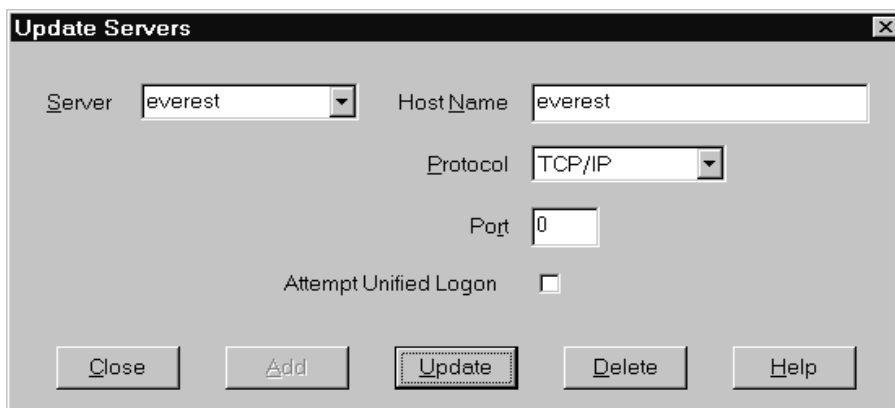 Update Servers
Server everest Host Name everest
Protocol TCP/IP
Port 0
Attempt Unified Logon
Close Add Update Delete Help